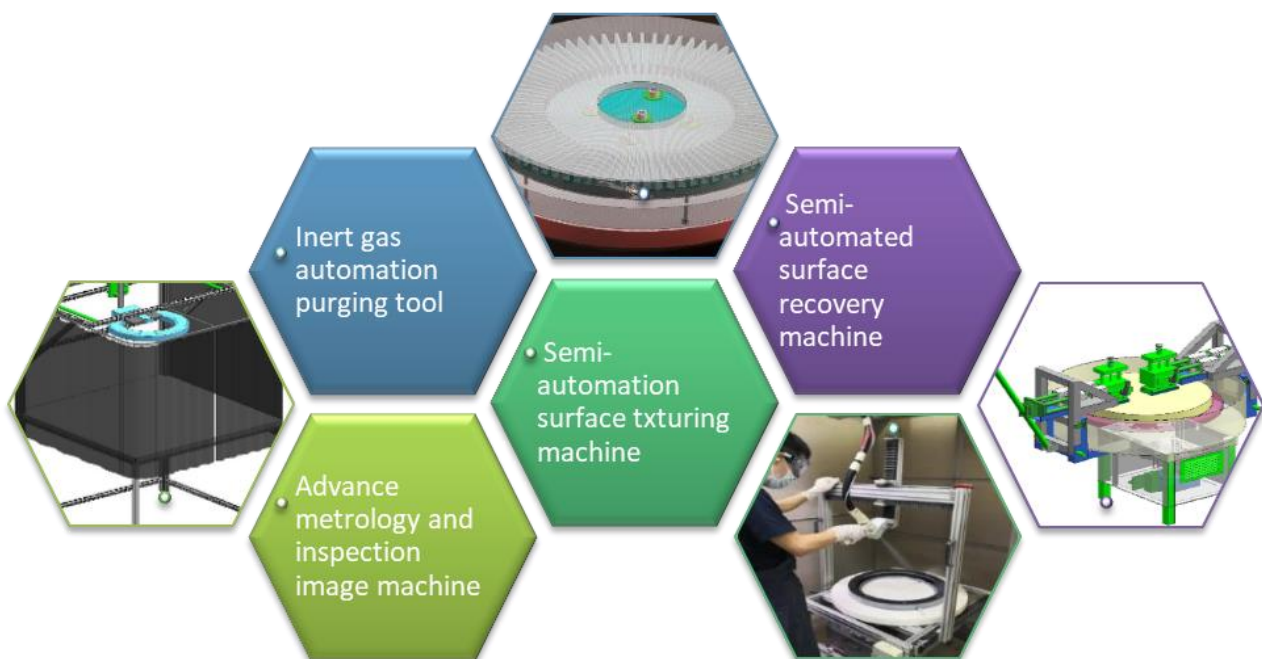 Inert gas
automation
purging tool
Semi-
automated
surface
recovery
machine
Semi-
automation
surface txturing
machine
Advance
metrology and
inspection
image machine